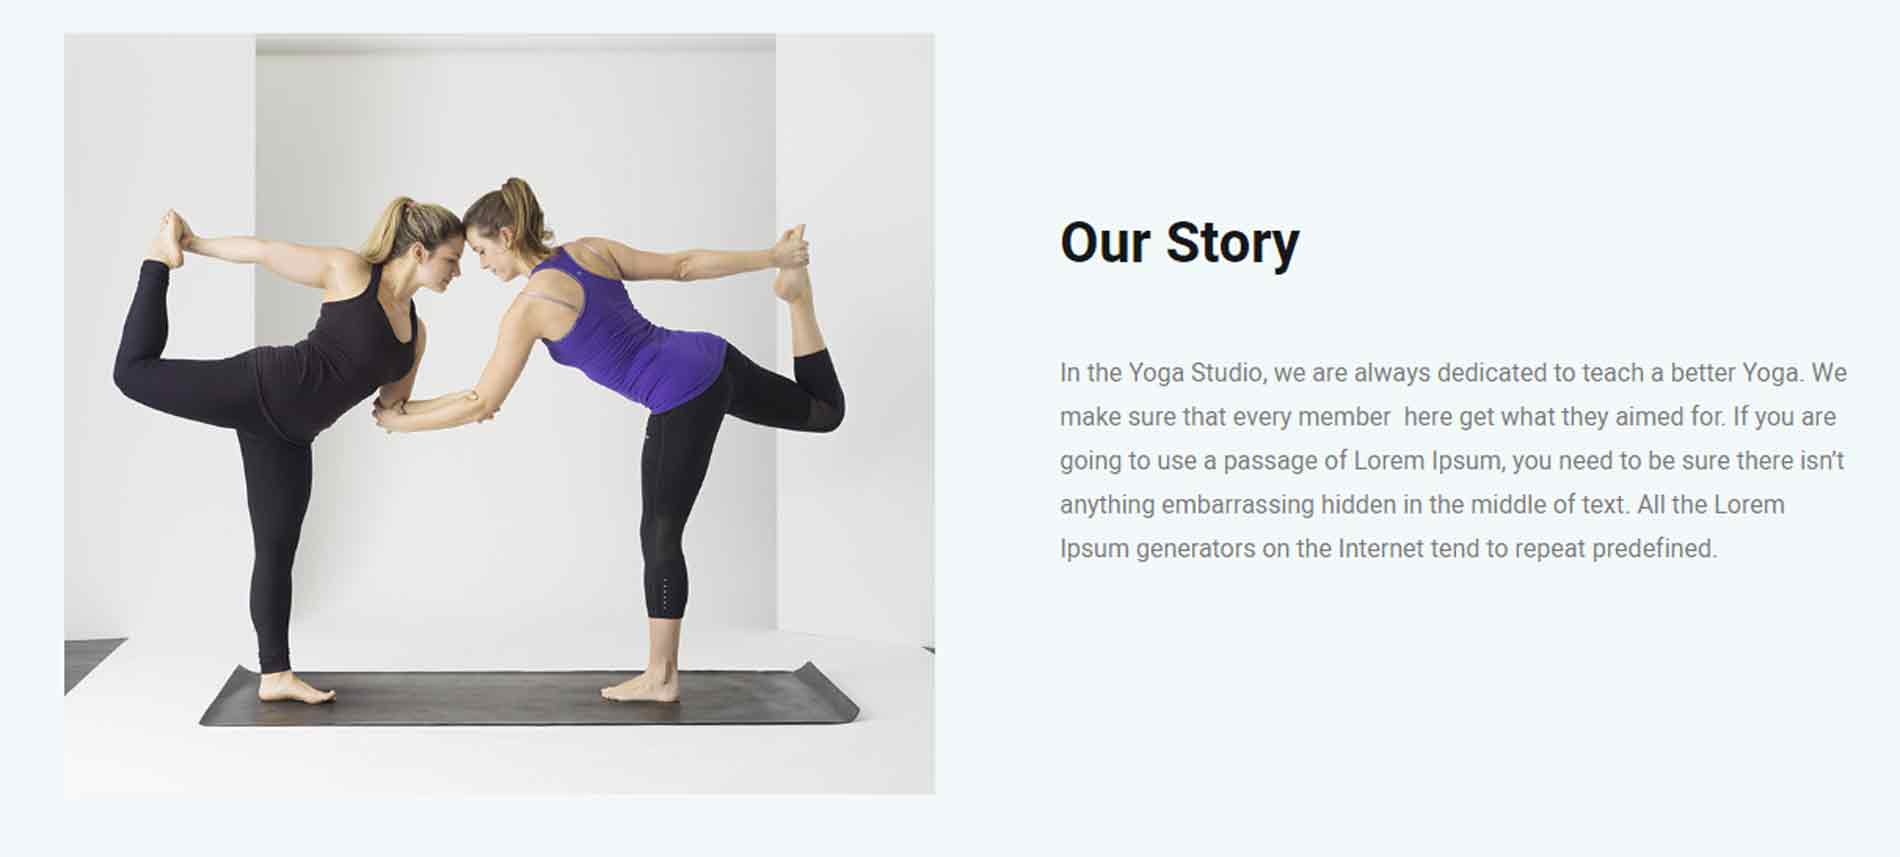 Our Story
In the Yoga Studio, we are always dedicated to teach a better Yoga. We
make sure that every member  here get what they aimed for. If you are
going to use a passage of Lorem Ipsum, you need to be sure there isn’t
anything embarrassing hidden in the middle of text. All the Lorem
Ipsum generators on the Internet tend to repeat predefined.